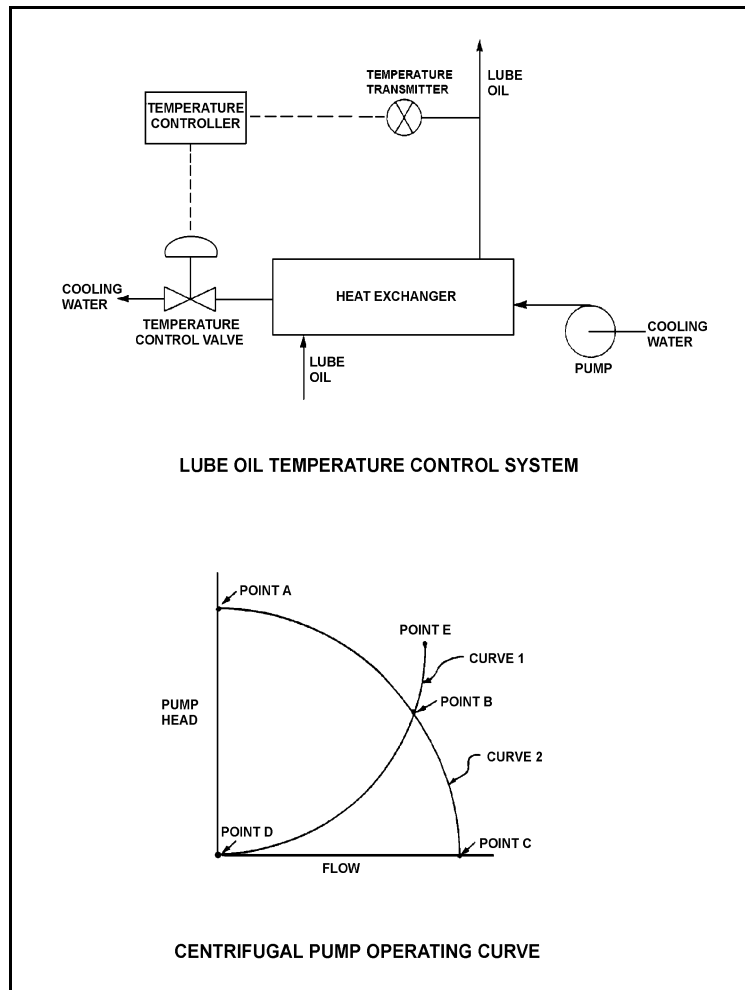 TEMPERATURE
TRANSMITTER
LUBE
OIL
TEMPERATURE
CONTROLLER
COOLING
WATER
HEAT EXCHANGER
TEMPERATURE
CONTROL VALVE
LUBE
OIL
COOLING
WATER
PUMP
LUBE OIL TEMPERATURE CONTROL SYSTEM
POINT A
POINT E
CURVE 1
POINT B
PUMP
HEAD
CURVE 2
POINT D
POINT C
FLOW
CENTRIFUGAL PUMP OPERATING CURVE